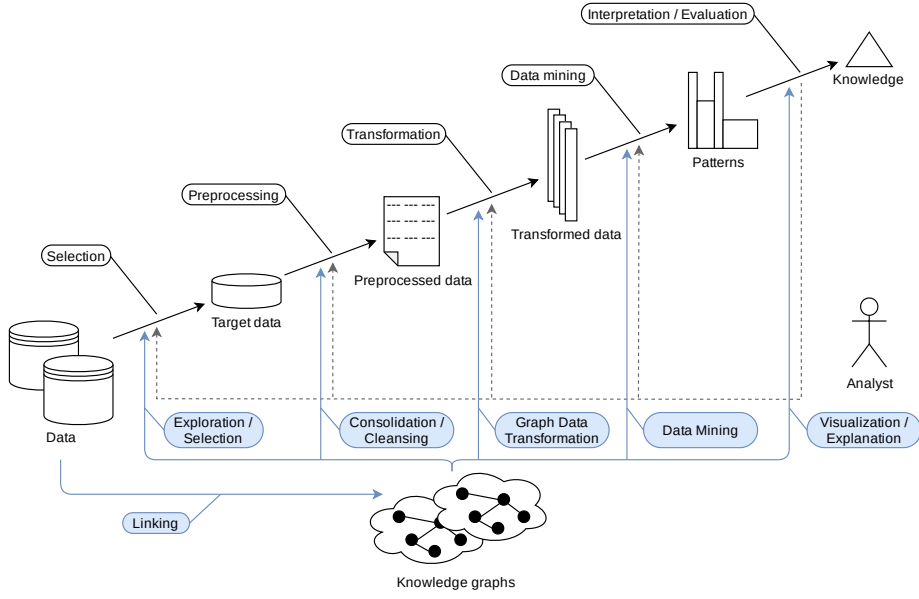 Interpretation / Evaluation
Knowledge
Data mining
Patterns
Transformation
Transformed data
Preprocessing
Preprocessed data
Selection
Target data
Data
Analyst
Exploration /
Selection
Consolidation /
Cleansing
Graph Data
Transformation
Data Mining
Visualization /
Explanation
Linking
Knowledge graphs